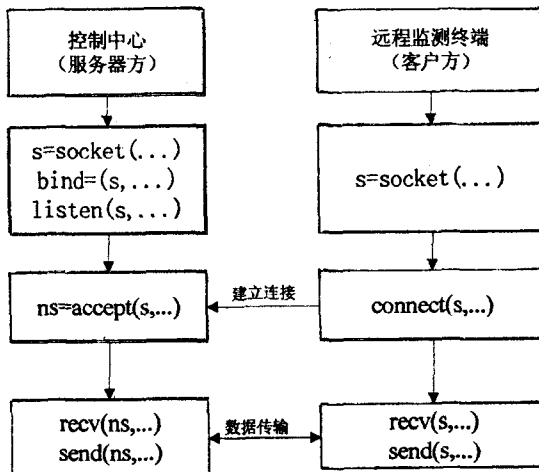 控制中心
(服务器方)
远程监测终端
(客户方)
s=socket(...)
bind=(s,...)
listen(s,...)
s=socket(...)
ns=accept(s,...)
建立连接
connect(s,...)
recv(ns,...)
send(ns,...)
数据传输
recv(s,...)
send(s,...)